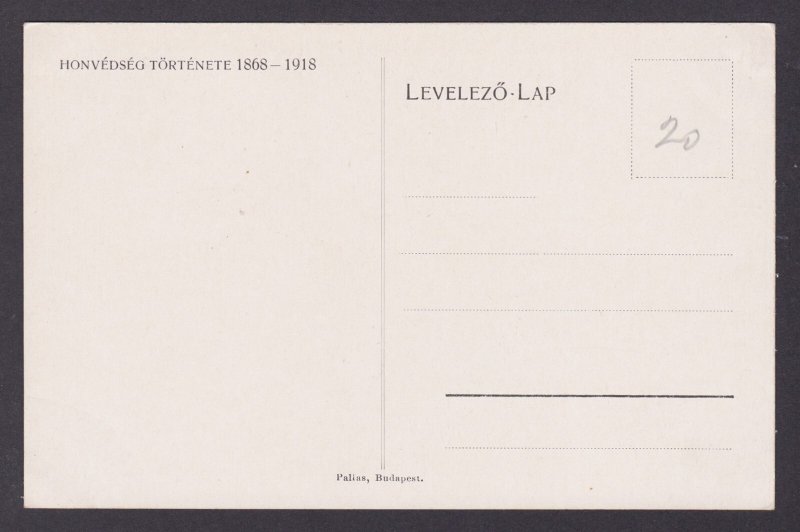 HONVÉDSÉG TÖRTÉNETE 1868–1918
LEVELEZŐ-LAP
20
Pallas, Budapest.